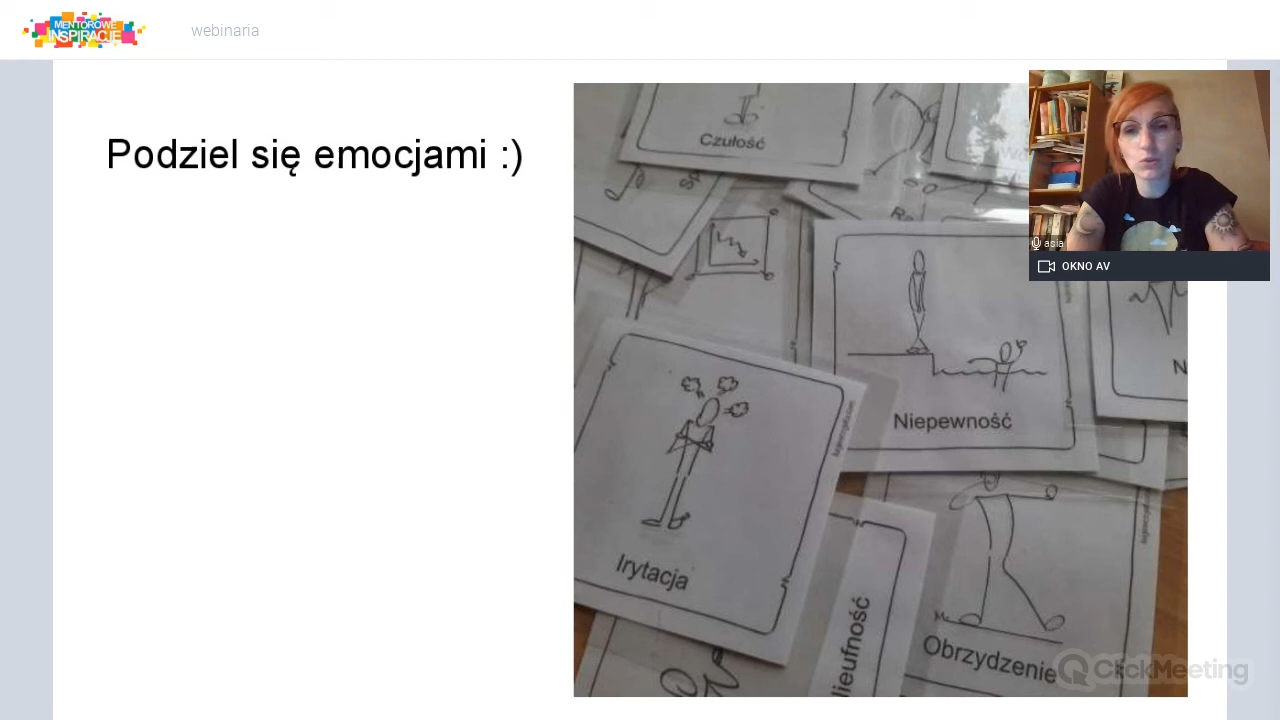 MENTOROWE
INSPIRACJE
webinaria
Podziel się emocjami :)
Czułość
asia
OKNO AV
Niepewność
Irytacja
Obrzydzenie
ClickMeeting